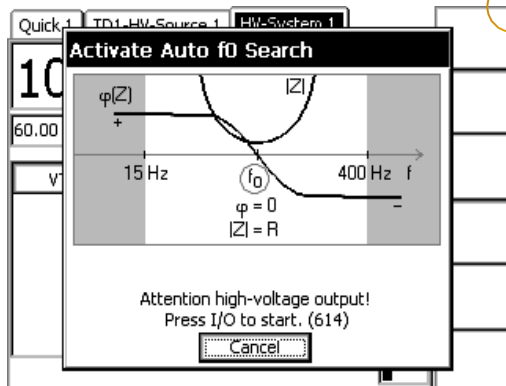 Quick 1
TD1-HV-Source 1
HV-System 1
Activate Auto f0 Search
10
60.00
V
φ(Z)
|Z|
+
15 Hz
f0
400 Hz
f
φ = 0
|Z| = R
−
Attention high-voltage output!
Press I/O to start. (614)
Cancel